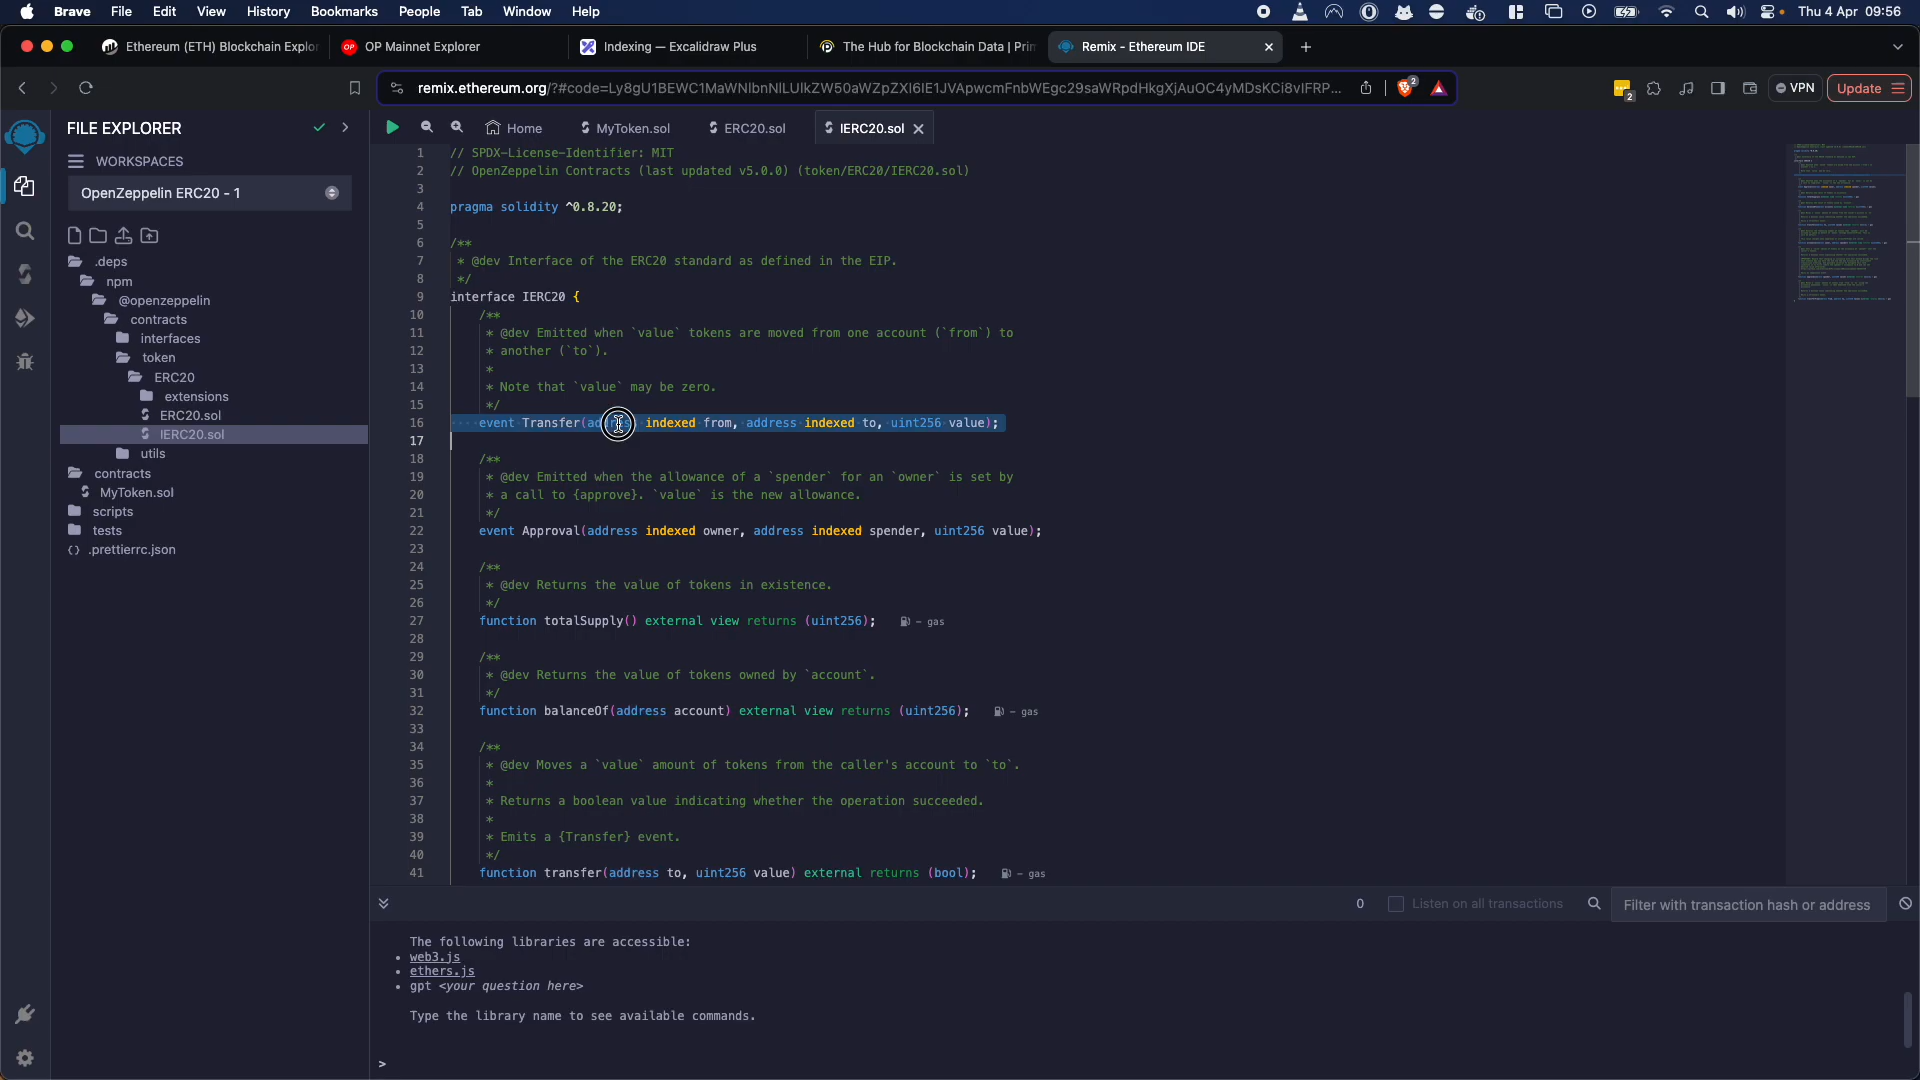 Brave File Edit View History Bookmarks People Tab Window Help Thu 4 Apr 09:56
Ethereum (ETH) Blockchain Explor OP Mainnet Explorer Indexing — Excalidraw Plus The Hub for Blockchain Data | Prim Remix - Ethereum IDE
remix.ethereum.org 2 2 VPN Update
FILE EXPLORER Home MyToken.sol ERC20.sol IERC20.sol
WORKSPACES
OpenZeppelin ERC20 - 1
.deps
npm
@openzeppelin
contracts
interfaces
token
ERC20
extensions
ERC20.sol
IERC20.sol
utils
contracts
MyToken.sol
scripts
tests
.prettierrc.json
1 // SPDX-License-Identifier: MIT
2 // OpenZeppelin Contracts (last updated v5.0.0) (token/ERC20/IERC20.sol)
3
4 pragma solidity ^0.8.20;
5
6 /**
7 * @dev Interface of the ERC20 standard as defined in the EIP.
8 */
9 interface IERC20 {
10 /**
11 * @dev Emitted when `value` tokens are moved from one account (`from`) to
12 * another (`to`).
13 *
14 * Note that `value` may be zero.
15 */
16 event Transfer(address indexed from, address indexed to, uint256 value);
17
18 /**
19 * @dev Emitted when the allowance of a `spender` for an `owner` is set by
20 * a call to {approve}. `value` is the new allowance.
21 */
22 event Approval(address indexed owner, address indexed spender, uint256 value);
23
24 /**
25 * @dev Returns the value of tokens in existence.
26 */
27 function totalSupply() external view returns (uint256); - gas
28
29 /**
30 * @dev Returns the value of tokens owned by `account`.
31 */
32 function balanceOf(address account) external view returns (uint256); - gas
33
34 /**
35 * @dev Moves a `value` amount of tokens from the caller's account to `to`.
36 *
37 * Returns a boolean value indicating whether the operation succeeded.
38 *
39 * Emits a {Transfer} event.
40 */
41 function transfer(address to, uint256 value) external returns (bool); - gas
0 Listen on all transactions Filter with transaction hash or address
The following libraries are accessible:
• web3.js
• ethers.js
• gpt <your question here>
Type the library name to see available commands.
>